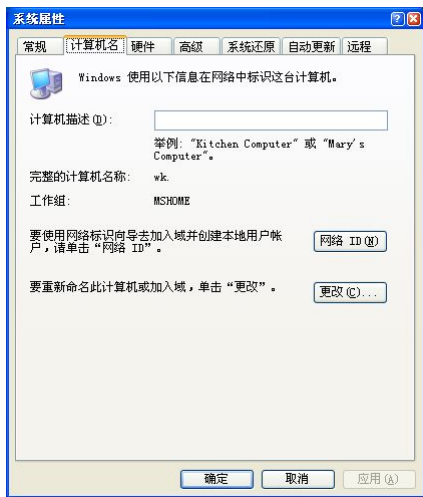 系统属性
常规 计算机名 硬件 高级 系统还原 自动更新 远程
Windows 使用以下信息在网络中标识这台计算机。
计算机描述(D):
举例: "Kitchen Computer" 或 "Mary's
Computer"。
完整的计算机名称: wk.
工作组: MSHOME
要使用网络标识向导去加入域并创建本地用户帐
户，请单击“网络 ID”。
网络 ID(N)
要重新命名此计算机或加入域，单击“更改”。
更改(C)...
确定 取消 应用(A)